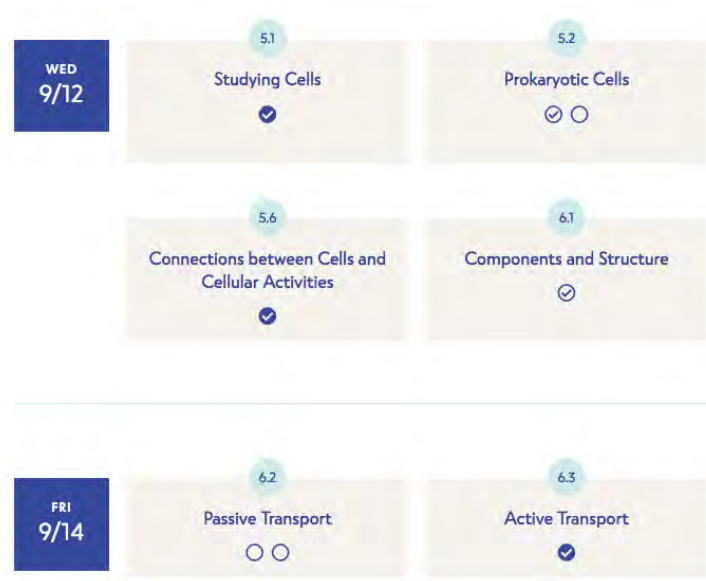 5.1
5.2
WED
9/12
Studying Cells
Prokaryotic Cells
5.6
6.1
Connections between Cells and
Cellular Activities
Components and Structure
6.2
6.3
FRI
9/14
Passive Transport
Active Transport